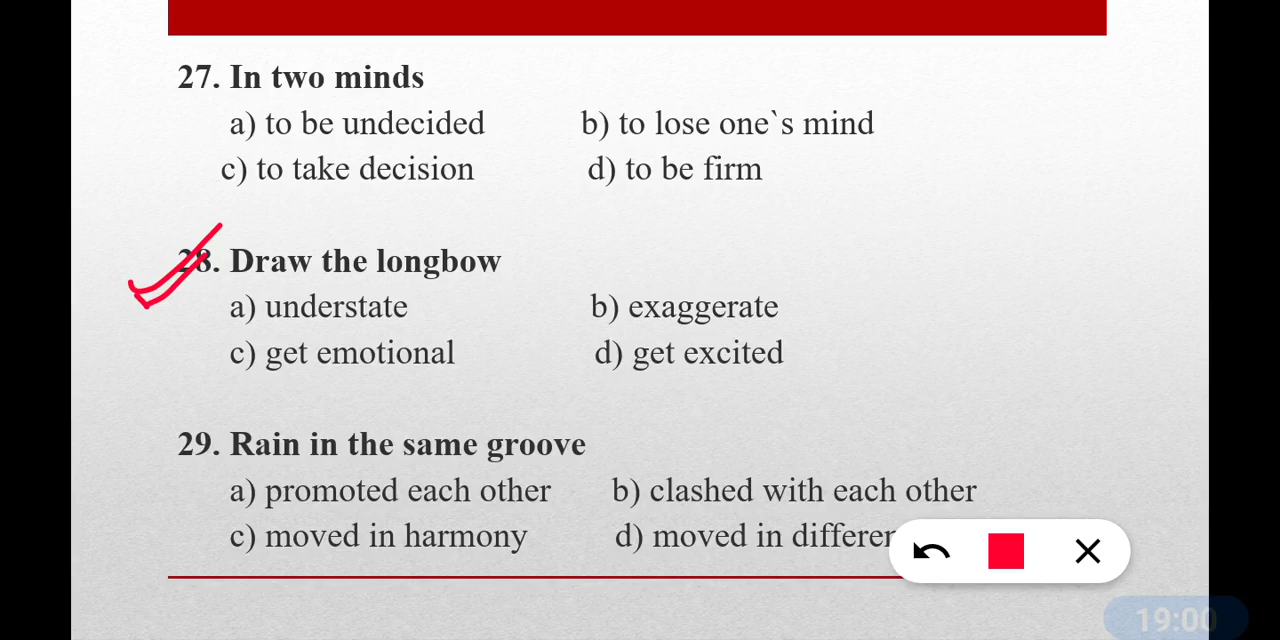 27. In two minds
a) to be undecided b) to lose one`s mind
c) to take decision d) to be firm
28. Draw the longbow
a) understate b) exaggerate
c) get emotional d) get excited
29. Rain in the same groove
a) promoted each other b) clashed with each other
c) moved in harmony d) moved in
19:00